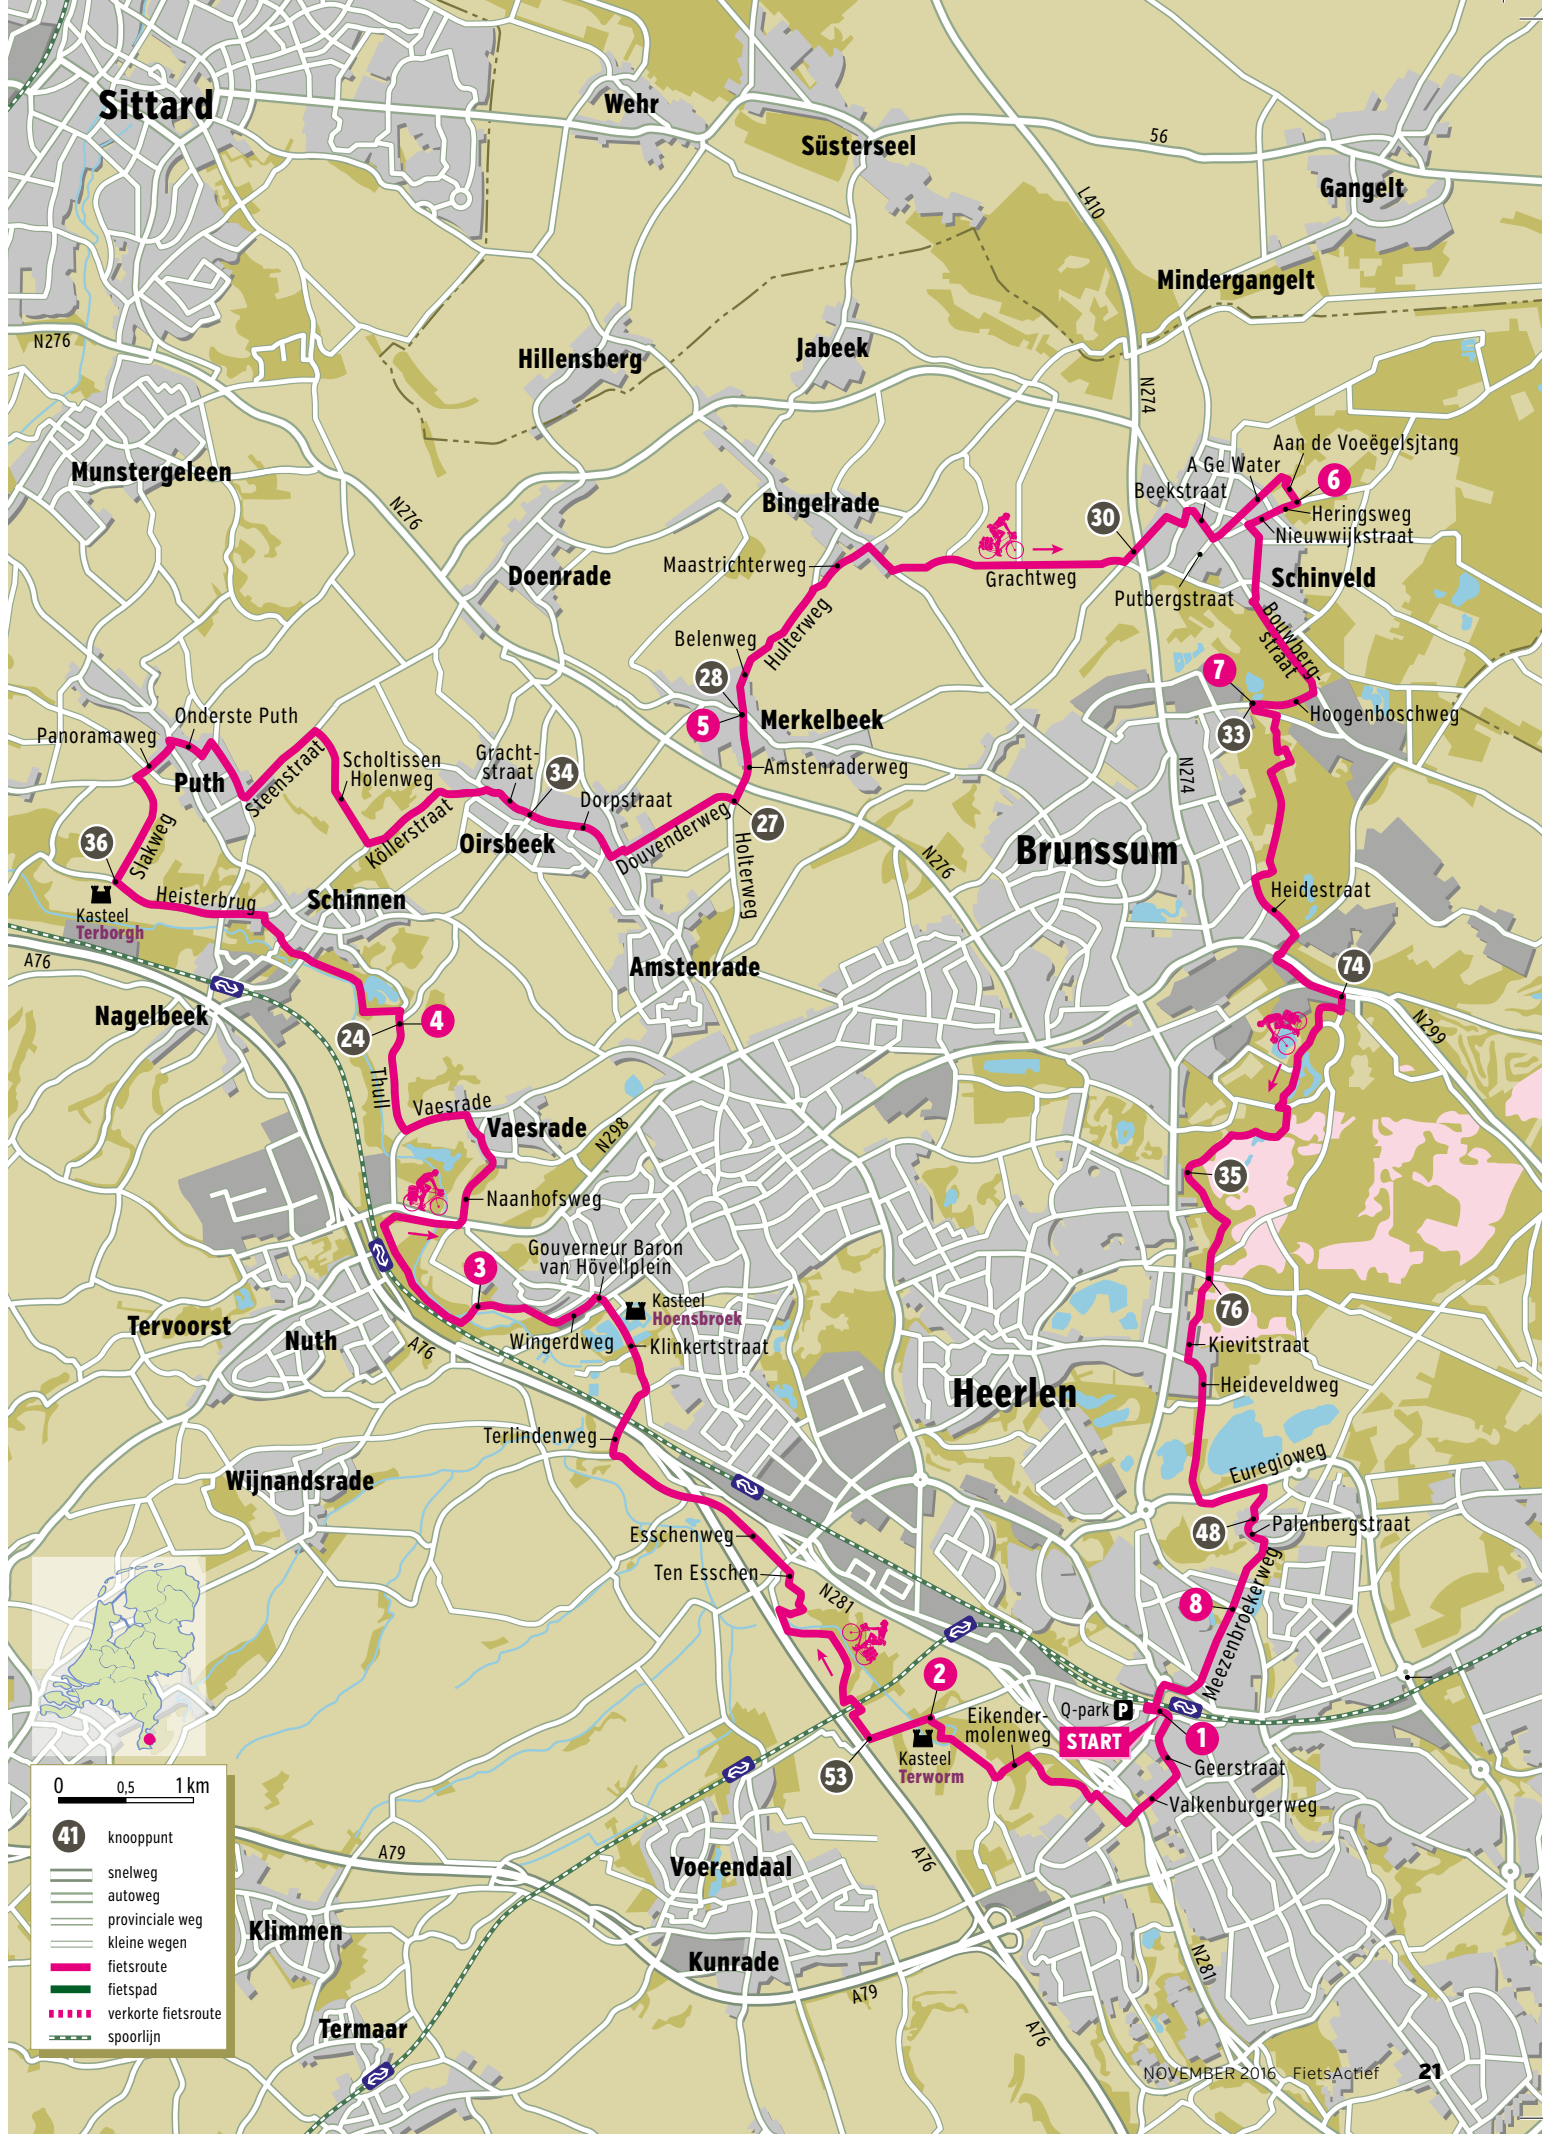 Sittard
Wehr
Süsterseel
56
Gangelt
L410
Mindergangelt
N276
Hillensberg
Jabeek
N274
Munstergeleen
Aan de Voeëgelsjtang
A Ge Water
6
Beekstraat
N276
Bingelrade
30
Heringsweg
Nieuwwijkstraat
Maastrichterweg
Doenrade
Grachtweg
Schinveld
Putbergstraat
Hulterweg
Bouwberg-
straat
Belenweg
28
7
5
Merkelbeek
Hoogenboschweg
33
Onderste Puth
Panoramaweg
Puth
Steenstraat
Scholtissen
Holenweg
Gracht-
straat
34
Amstenraderweg
N274
Dorpstraat
Köllerstraat
Oirsbeek
Douvenderweg
27
Holterweg
Brunssum
N276
36
Slakweg
Heisterbrug
Kasteel
Terborgh
Schinnen
Heidestraat
A76
Amstenrade
74
Nagelbeek
4
24
N299
Thull
Vaesrade
Vaesrade
N298
35
Naanhofsweg
Gouverneur Baron
van Hövellplein
3
Kasteel
Hoensbroek
76
Tervoorst
Nuth
A76
Wingerdweg
Klinkertstraat
Kievitstraat
Heideveldweg
Heerlen
Terlindenweg
Euregioweg
Wijnandsrade
48
Palenbergstraat
Esschenweg
Ten Esschen
N281
8
Meezenbroekerweg
2
Eikender-
molenweg
Q-park P
START
1
Kasteel
Terworm
53
Geerstraat
Valkenburgerweg
0 0,5 1 km
41 knooppunt
snelweg
autoweg
provinciale weg
kleine wegen
fietsroute
fietspad
verkorte fietsroute
spoorlijn
A79
Voerendaal
A76
Klimmen
Kunrade
N281
A79
Termaar
A76
NOVEMBER 2016 FietsActief 21